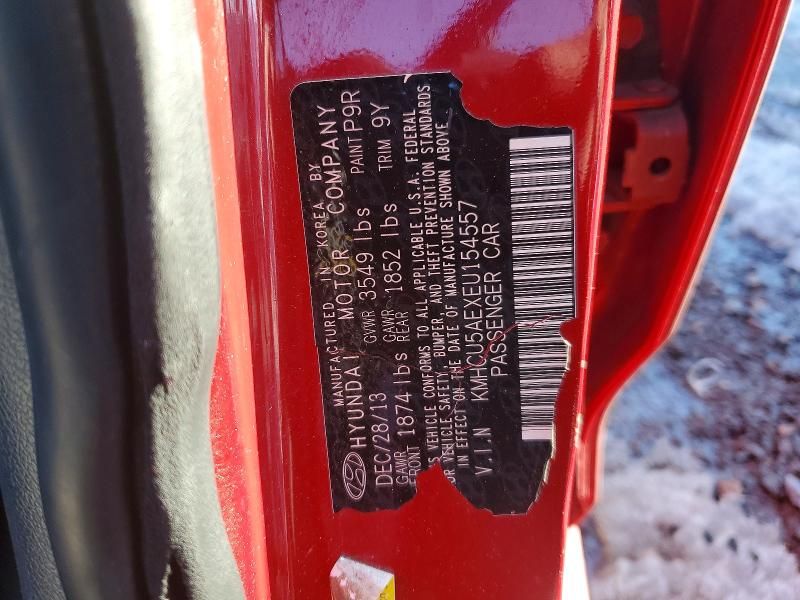 MANUFACTURED IN KOREA BY
HYUNDAI MOTOR COMPANY
DEC/28/13 GVWR 3549 lbs PAINT P9R
GAWR FRONT 1874 lbs GAWR REAR 1852 lbs TRIM 9Y
VEHICLE CONFORMS TO ALL APPLICABLE U.S.A. FEDERAL
VEHICLE SAFETY, BUMPER, AND THEFT PREVENTION STANDARDS
IN EFFECT ON THE DATE OF MANUFACTURE SHOWN ABOVE.
V.I.N KMHCU5AEXEU154557
PASSENGER CAR